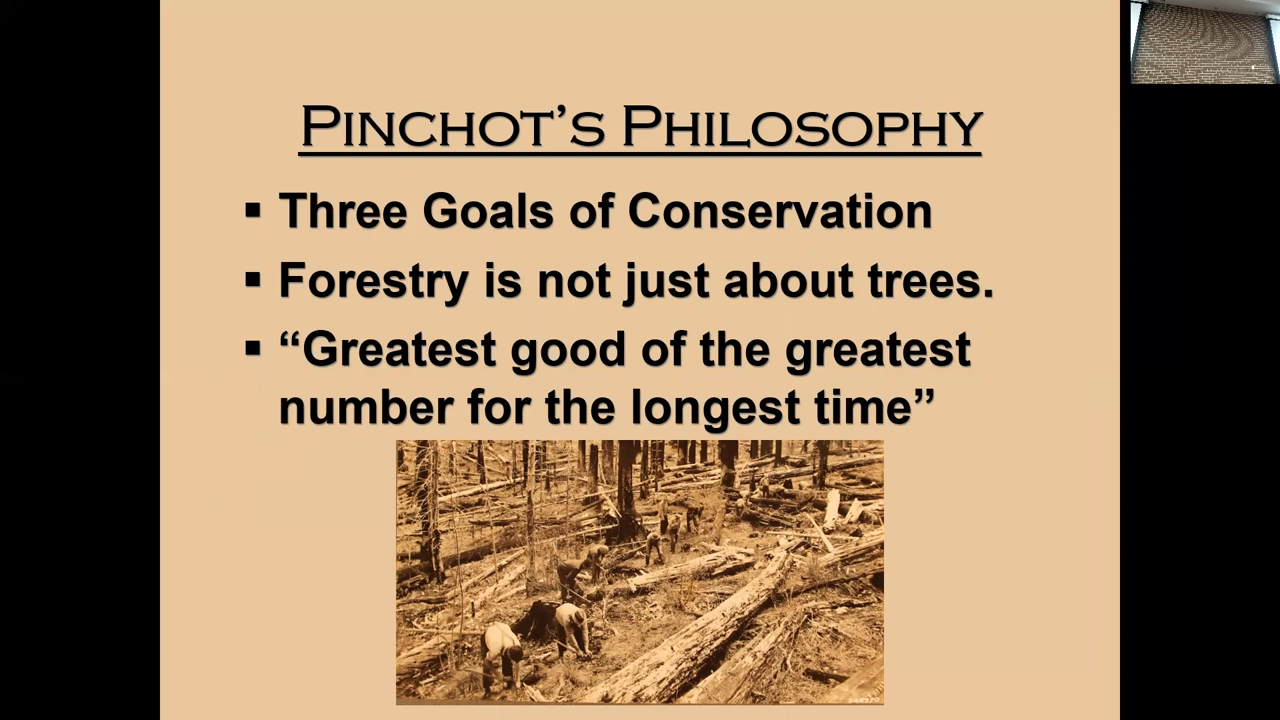 PINCHOT'S PHILOSOPHY
▪ Three Goals of Conservation
▪ Forestry is not just about trees.
▪ “Greatest good of the greatest
number for the longest time”